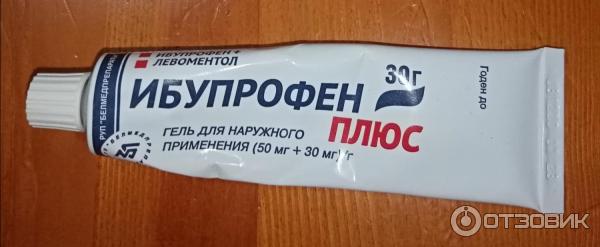 РУП "БЕЛМЕДПРЕПАРАТЫ"
ИБУПРОФЕН +
ЛЕВОМЕНТОЛ
ИБУПРОФЕН
ПЛЮС
30г
ГЕЛЬ ДЛЯ НАРУЖНОГО
ПРИМЕНЕНИЯ (50 мг + 30 мг)/г
Годен до
ОТЗОВИК